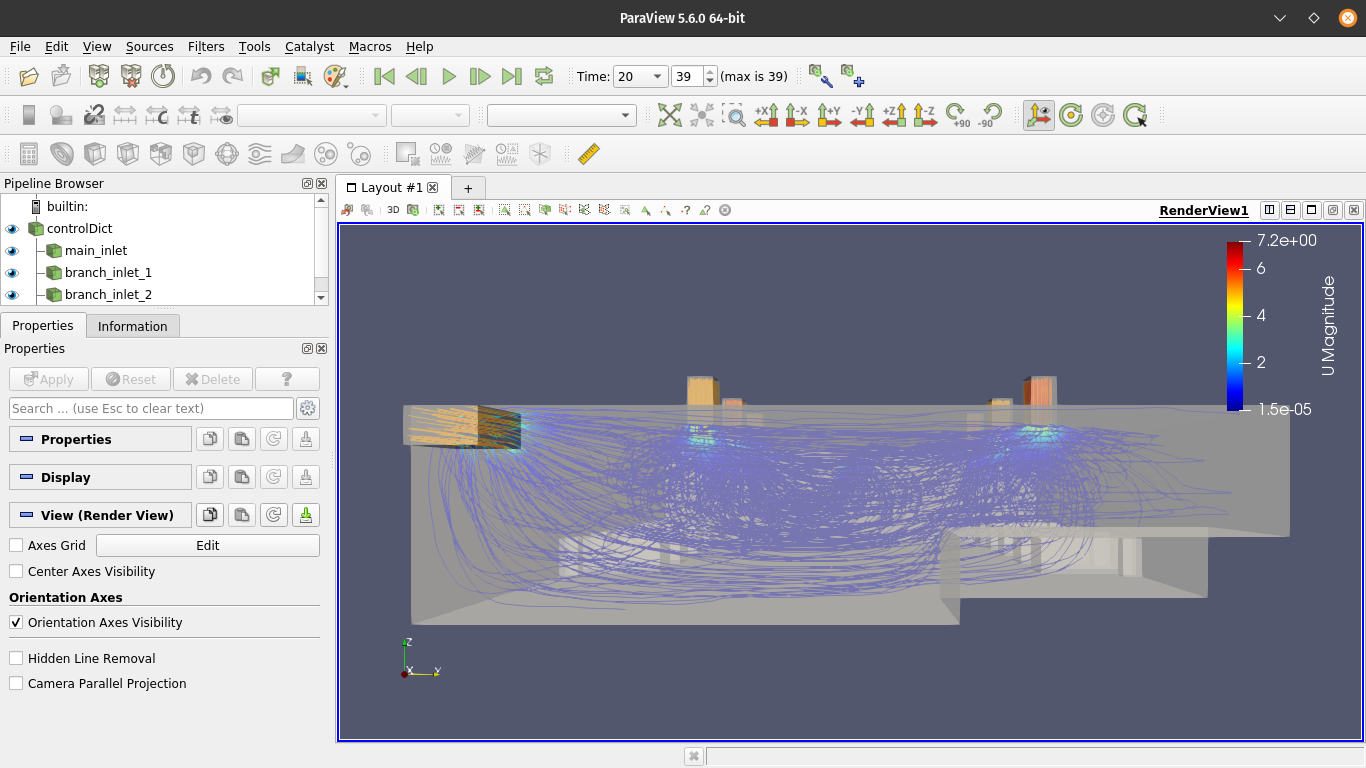 ParaView 5.6.0 64-bit
File Edit View Sources Filters Tools Catalyst Macros Help
Time: 20 39 (max is 39)
+X -X +Y -Y +Z -Z +90 -90
Pipeline Browser
builtin:
controlDict
main_inlet
branch_inlet_1
branch_inlet_2
Properties Information
Properties
Apply Reset Delete ?
Search ... (use Esc to clear text)
Properties
Display
View (Render View)
Axes Grid Edit
Center Axes Visibility
Orientation Axes
Orientation Axes Visibility
Hidden Line Removal
Camera Parallel Projection
Layout #1 +
3D RenderView1
7.2e+00
6
4
2
1.5e-05
U Magnitude
Z
X Y